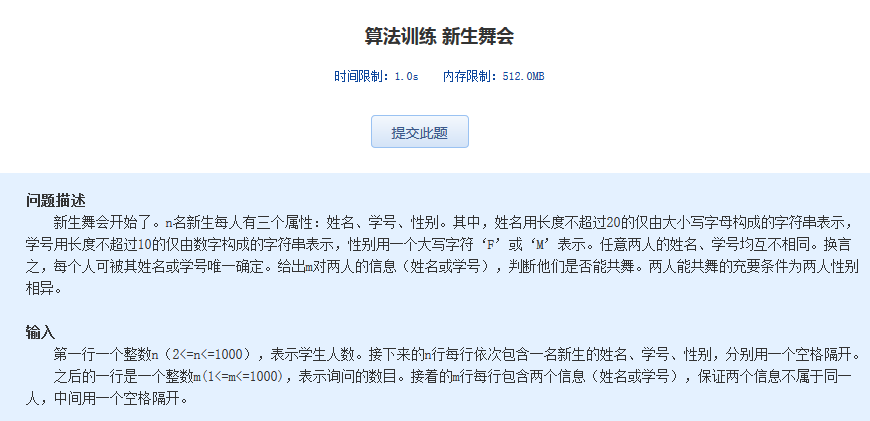 算法训练 新生舞会
时间限制：1.0s 内存限制：512.0MB
提交此题
问题描述
新生舞会开始了。n名新生每人有三个属性：姓名、学号、性别。其中，姓名用长度不超过20的仅由大小写字母构成的字符串表示，
学号用长度不超过10的仅由数字构成的字符串表示，性别用一个大写字符‘F’或‘M’表示。任意两人的姓名、学号均互不相同。换言
之，每个人可被其姓名或学号唯一确定。给出m对两人的信息（姓名或学号），判断他们是否能共舞。两人能共舞的充要条件为两人性别
相异。
输入
第一行一个整数n（2<=n<=1000），表示学生人数。接下来的n行每行依次包含一名新生的姓名、学号、性别，分别用一个空格隔开。
之后的一行是一个整数m(1<=m<=1000)，表示询问的数目。接着的m行每行包含两个信息（姓名或学号），保证两个信息不属于同一
人，中间用一个空格隔开。